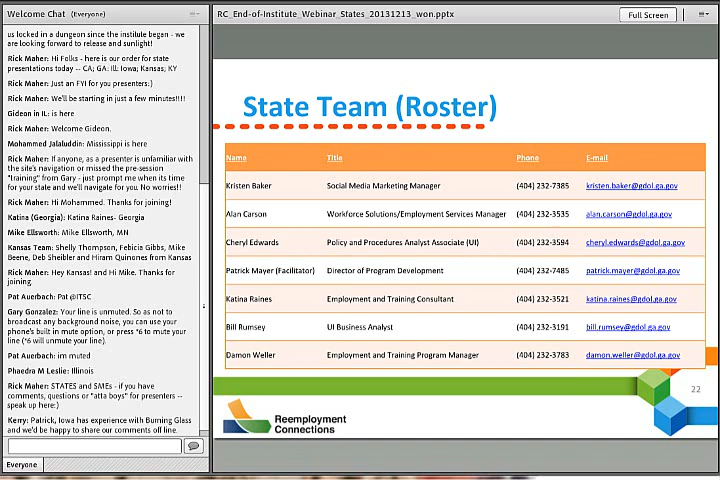 Welcome Chat (Everyone)
us locked in a dungeon since the institute began - we
are looking forward to release and sunlight!
Rick Maher: Hi Folks - here is our order for state
presentations today -- CA; GA: Ill: Iowa; Kansas; KY
Rick Maher: Just an FYI for you presenters:)
Rick Maher: We'll be starting in just a few minutes!!!!
Gideon in IL: is here
Rick Maher: Welcome Gideon.
Mohammed Jalaluddin: Mississippi is here
Rick Maher: If anyone, as a presenter is unfamiliar with
the site's navigation or missed the pre-session
"training" from Gary - just prompt me when its time
for your state and we'll navigate for you. No worries!!
Rick Maher: Hi Mohammed. Thanks for joining!
Katina (Georgia): Katina Raines- Georgia
Mike Ellsworth: Mike Ellsworth, MN
Kansas Team: Shelly Thompson, Febicia Gibbs, Mike
Beene, Deb Sheibler and Hiram Quinones from Kansas
Rick Maher: Hey Kansas! and Hi Mike. Thanks for
joining
Pat Auerbach: Pat @ITSC
Gary Gonzalez: Your line is unmuted. So as not to
broadcast any background noise, you can use your
phone's built in mute option, or press *6 to mute your
line (*6 will unmute your line).
Pat Auerbach: im muted
Phaedra M Leslie: Illinois
Rick Maher: STATES and SMEs - if you have
comments, questions or "atta boys" for presenters --
speak up here:)
Kerry: Patrick, Iowa has experience with Burning Glass
and we'd be happy to share our comments off line.
Everyone
RC_End-of-Institute_Webinar_States_20131213_won.pptx
Full Screen
State Team (Roster)
Name Title Phone E-mail
Kristen Baker Social Media Marketing Manager (404) 232-7385 kristen.baker@gdol.ga.gov
Alan Carson Workforce Solutions/Employment Services Manager (404) 232-3535 alan.carson@gdol.ga.gov
Cheryl Edwards Policy and Procedures Analyst Associate (UI) (404) 232-3594 cheryl.edwards@gdol.ga.gov
Patrick Mayer (Facilitator) Director of Program Development (404) 232-7485 patrick.mayer@gdol.ga.gov
Katina Raines Employment and Training Consultant (404) 232-3521 katina.raines@gdol.ga.gov
Bill Rumsey UI Business Analyst (404) 232-3191 bill.rumsey@gdol.ga.gov
Damon Weller Employment and Training Program Manager (404) 232-3783 damon.weller@gdol.ga.gov
22
Reemployment
Connections